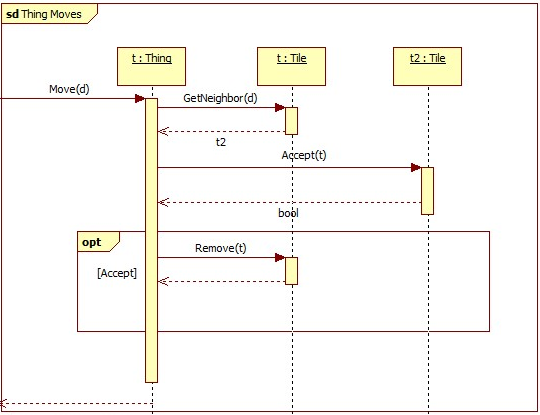 sd Thing Moves
t : Thing
t : Tile
t2 : Tile
Move(d)
GetNeighbor(d)
t2
Accept(t)
bool
opt
Remove(t)
[Accept]